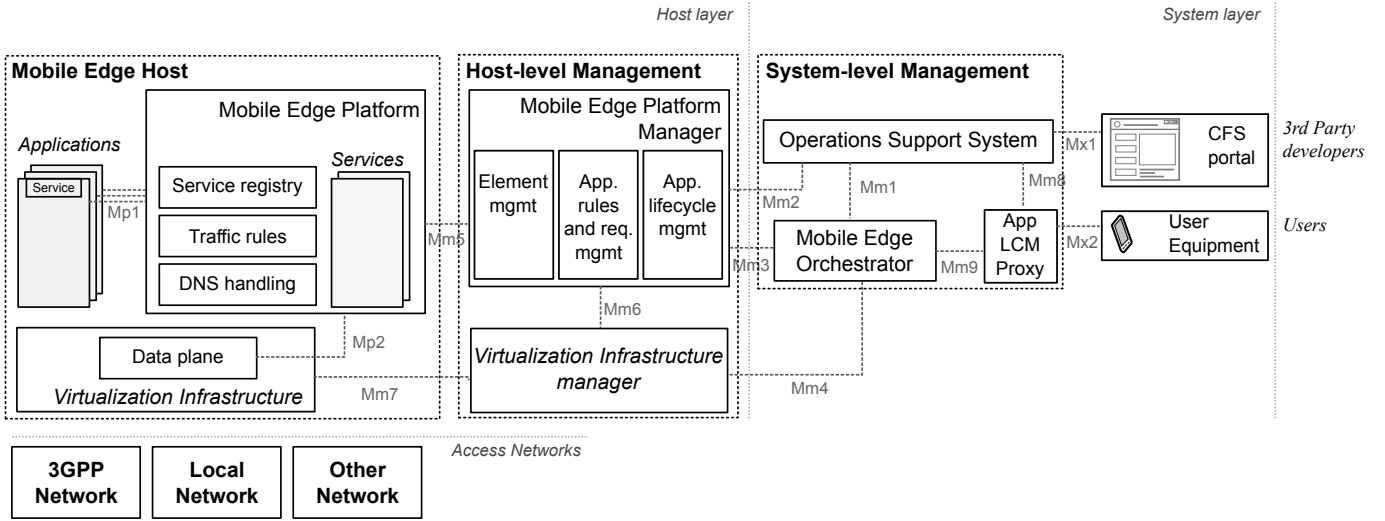 Host layer
System layer
Mobile Edge Host
Mobile Edge Platform
Applications
Service
Mp1
Service registry
Traffic rules
DNS handling
Services
Mp2
Data plane
Virtualization Infrastructure
Mm5
Mm7
Host-level Management
Mobile Edge Platform
Manager
Element
mgmt
App.
rules
and req.
mgmt
App.
lifecycle
mgmt
Mm6
Virtualization Infrastructure
manager
Mm2
Mm3
Mm4
System-level Management
Operations Support System
Mm1
Mm8
Mobile Edge
Orchestrator
Mm9
App
LCM
Proxy
Mx1
Mx2
CFS
portal
User
Equipment
3rd Party
developers
Users
Access Networks
3GPP
Network
Local
Network
Other
Network